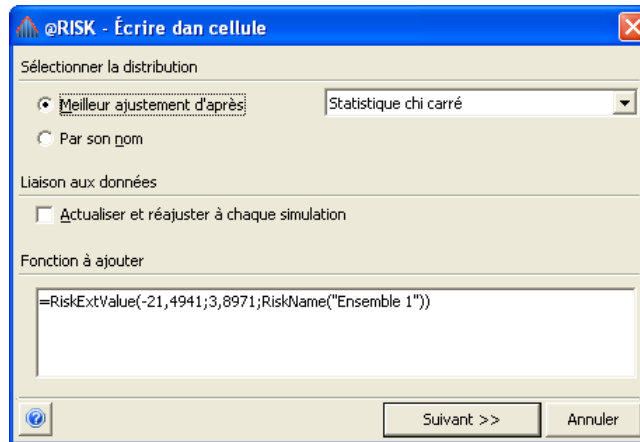 @RISK - Écrire dan cellule
Sélectionner la distribution
Meilleur ajustement d'après
Statistique chi carré
Par son nom
Liaison aux données
Actualiser et réajuster à chaque simulation
Fonction à ajouter
=RiskExtValue(-21,4941;3,8971;RiskName("Ensemble 1"))
Suivant >>
Annuler